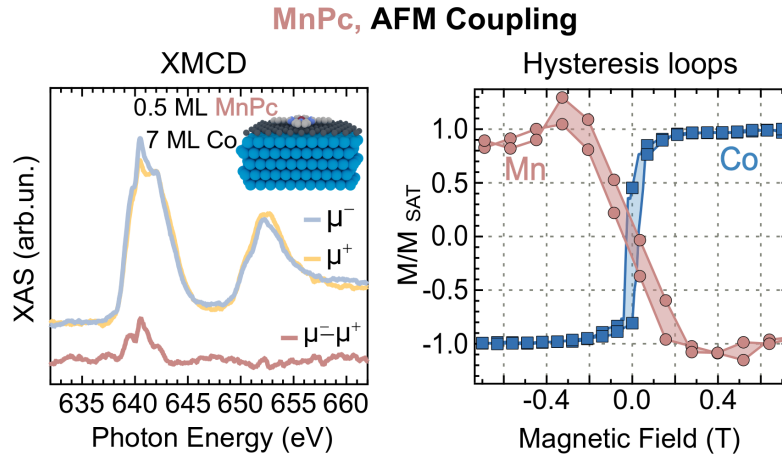 MnPc, AFM Coupling
XMCD
0.5 ML MnPc
7 ML Co
μ⁻
μ⁺
μ⁻-μ⁺
XAS (arb.un.)
635 640 645 650 655 660
Photon Energy (eV)
Hysteresis loops
Mn
Co
M/M SAT
1.0
0.5
0.0
-0.5
-1.0
-0.4 0.0 0.4
Magnetic Field (T)